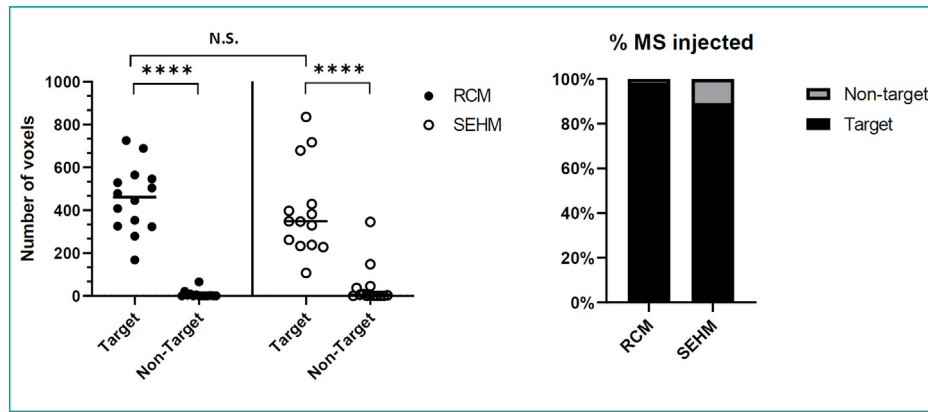 N.S.
****
****
Number of voxels
1000
800
600
400
200
0
Target
Non-Target
Target
Non-Target
RCM
SEHM
% MS injected
100%
80%
60%
40%
20%
0%
RCM
SEHM
Non-target
Target